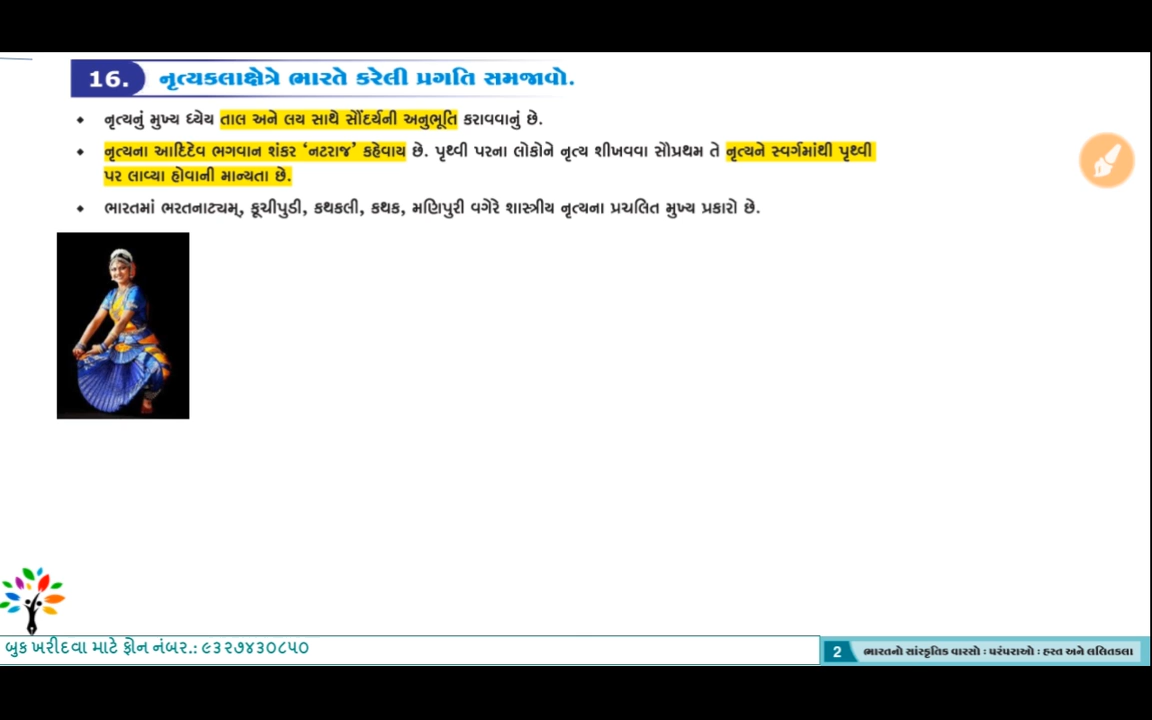 16. નૃત્યકલાક્ષેત્રે ભારતે કરેલી પ્રગતિ સમજાવો.
◆ નૃત્યનું મુખ્ય ધ્યેય તાલ અને લય સાથે સૌંદર્યની અનુભૂતિ કરાવવાનું છે.
◆ નૃત્યના આદિદેવ ભગવાન શંકર ‘નટરાજ’ કહેવાય છે. પૃથ્વી પરના લોકોને નૃત્ય શીખવવા સૌપ્રથમ તે નૃત્યને સ્વર્ગમાંથી પૃથ્વી
પર લાવ્યા હોવાની માન્યતા છે.
◆ ભારતમાં ભરતનાટ્યમ્, કૂચીપુડી, કથકલી, કથક, મણિપુરી વગેરે શાસ્ત્રીય નૃત્યના પ્રચલિત મુખ્ય પ્રકારો છે.
બુક ખરીદવા માટે ફોન નંબર.: ૯૩૨૭૪૩૦૮૫૦
2 ભારતનો સાંસ્કૃતિક વારસો : પરંપરાઓ : હસ્ત અને લલિતકલા